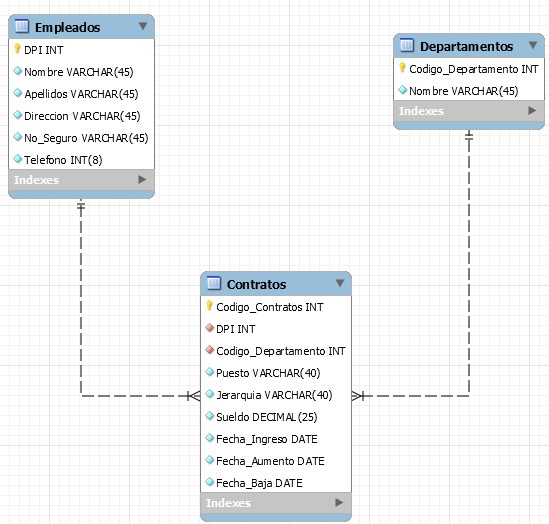 Empleados
DPI INT
Nombre VARCHAR(45)
Apellidos VARCHAR(45)
Direccion VARCHAR(45)
No_Seguro VARCHAR(45)
Telefono INT(8)
Indexes
Departamentos
Codigo_Departamento INT
Nombre VARCHAR(45)
Indexes
Contratos
Codigo_Contratos INT
DPI INT
Codigo_Departamento INT
Puesto VARCHAR(40)
Jerarquia VARCHAR(40)
Sueldo DECIMAL(25)
Fecha_Ingreso DATE
Fecha_Aumento DATE
Fecha_Baja DATE
Indexes